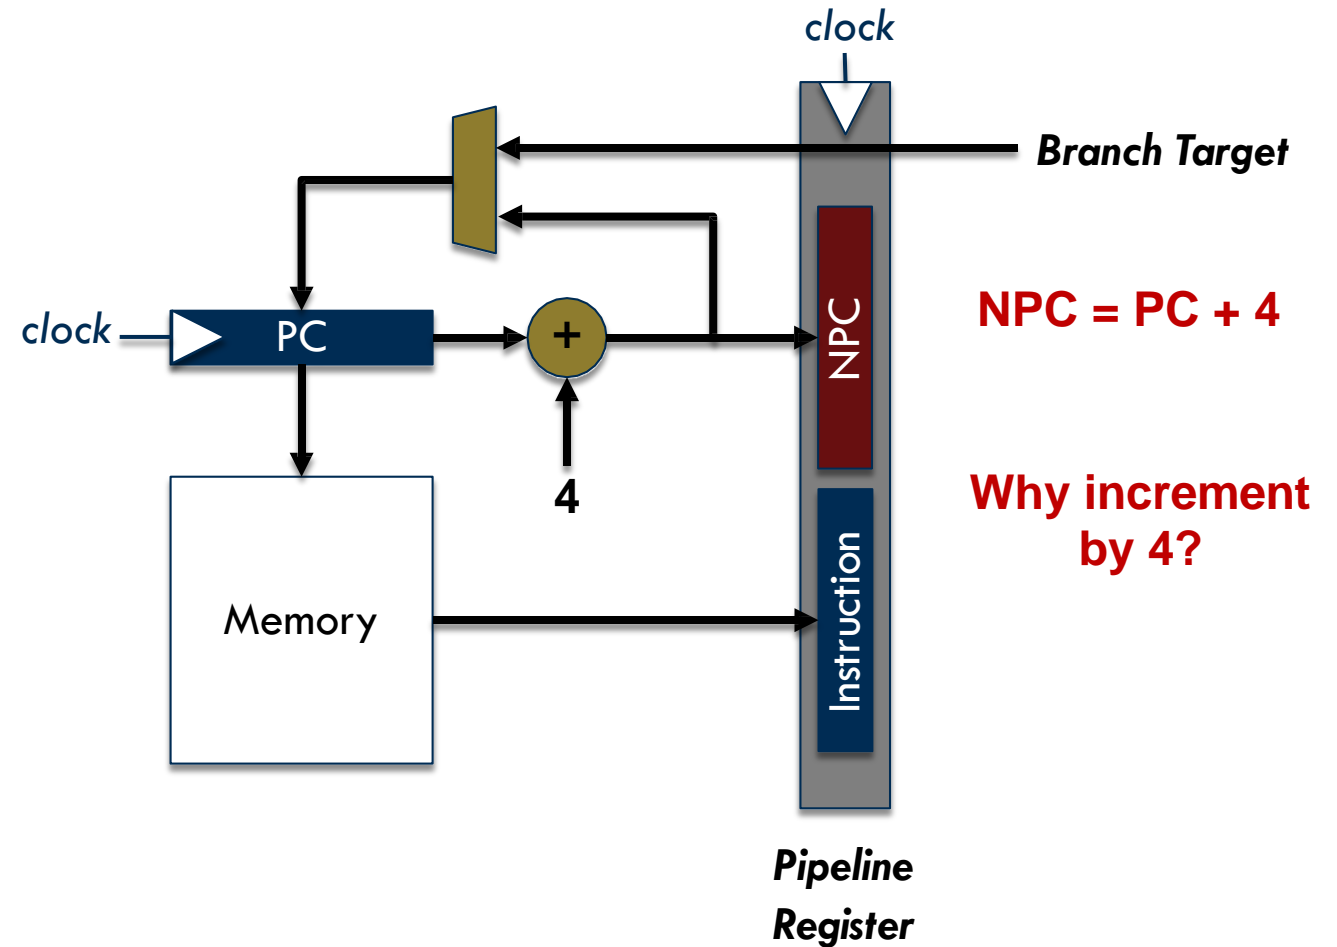 clock
Branch Target
NPC = PC + 4
clock
PC
+
NPC
4
Why increment
by 4?
Memory
Instruction
Pipeline
Register